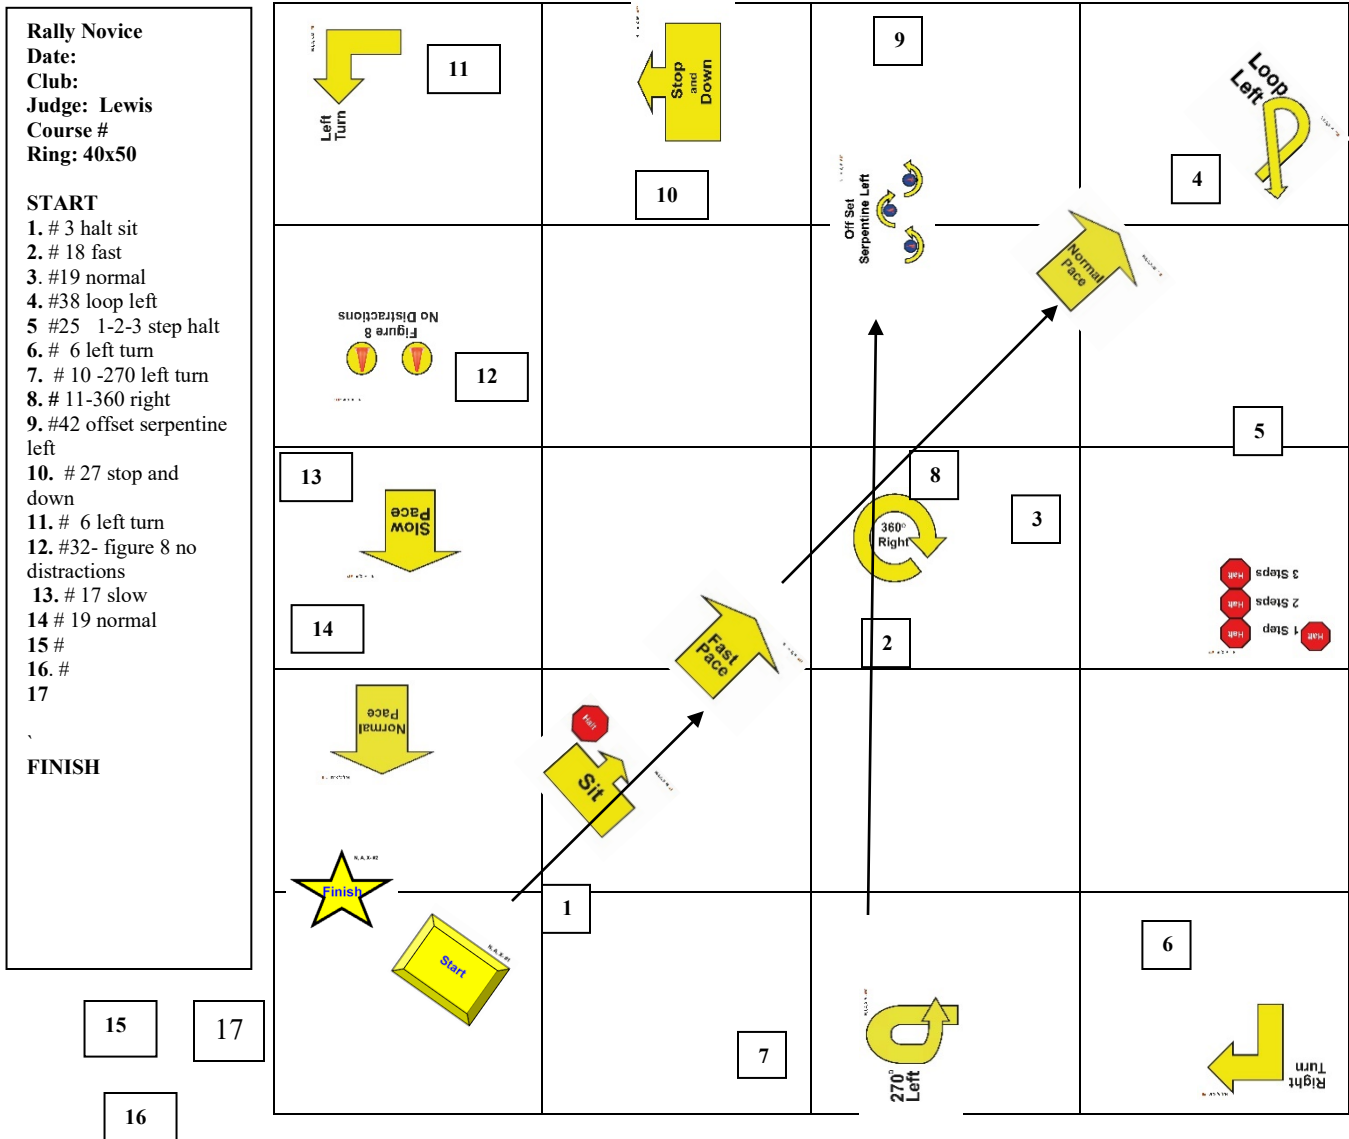 Rally Novice
Date:
Club:
Judge: Lewis
Course #
Ring: 40x50
START
1. # 3 halt sit
2. # 18 fast
3. #19 normal
4. #38 loop left
5 #25 1-2-3 step halt
6. # 6 left turn
7. # 10 -270 left turn
8. # 11-360 right
9. #42 offset serpentine
left
10. # 27 stop and
down
11. # 6 left turn
12. #32- figure 8 no
distractions
13. # 17 slow
14 # 19 normal
15 #
16. #
17
`
FINISH
15
17
16
Left
Turn
11
Stop
and
Down
10
9
Off Set
Serpentine Left
Loop
Left
4
Normal
Pace
Figure 8
No Distractions
12
5
13
Slow
Pace
14
8
360°
Right
3
2
Halt
3 Steps
Halt
2 Steps
Halt
1 Step
Halt
Fast
Pace
Normal
Pace
Halt
Sit
N, A, X- #2
Finish
1
N, A, X- #1
Start
6
7
270°
Left
Right
Turn